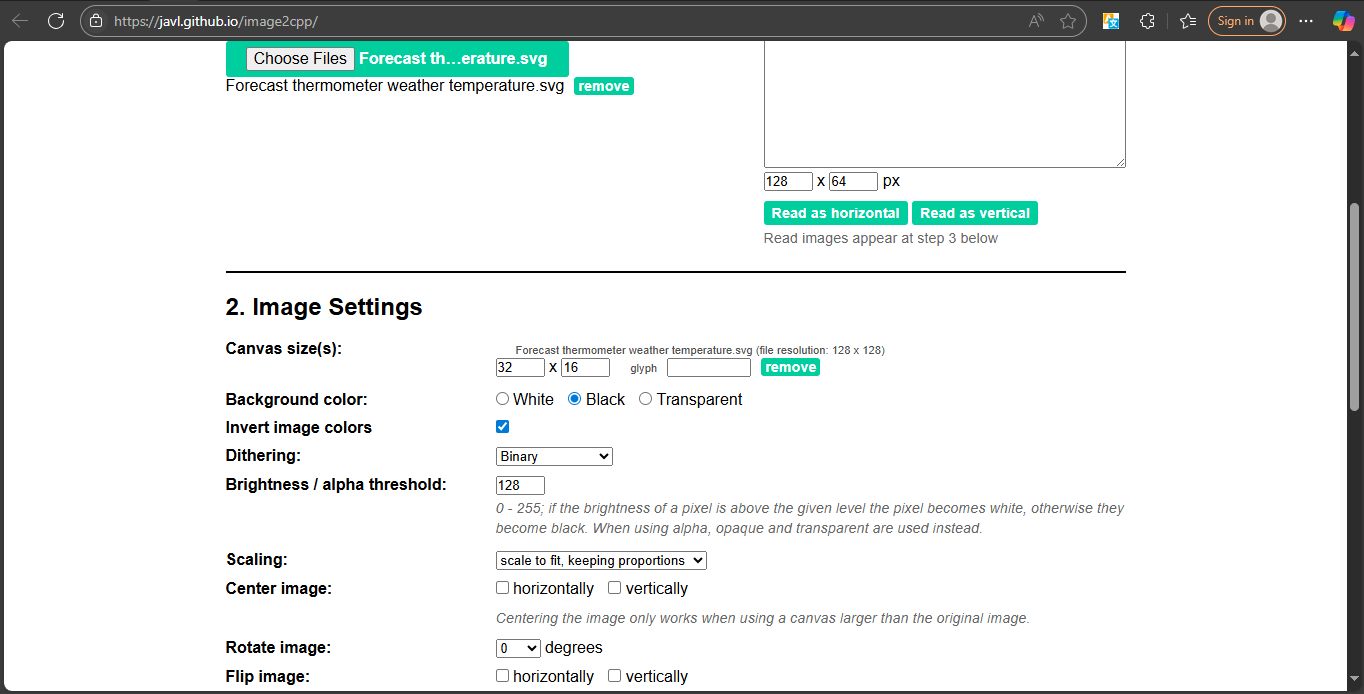 https://javl.github.io/image2cpp/
Sign in
Choose Files Forecast th...erature.svg
Forecast thermometer weather temperature.svg remove
128 x 64 px
Read as horizontal Read as vertical
Read images appear at step 3 below
2. Image Settings
Canvas size(s):
Forecast thermometer weather temperature.svg (file resolution: 128 x 128)
32 x 16 glyph remove
Background color: White Black Transparent
Invert image colors
Dithering: Binary
Brightness / alpha threshold: 128
0 - 255; if the brightness of a pixel is above the given level the pixel becomes white, otherwise they
become black. When using alpha, opaque and transparent are used instead.
Scaling: scale to fit, keeping proportions
Center image: horizontally vertically
Centering the image only works when using a canvas larger than the original image.
Rotate image: 0 degrees
Flip image: horizontally vertically